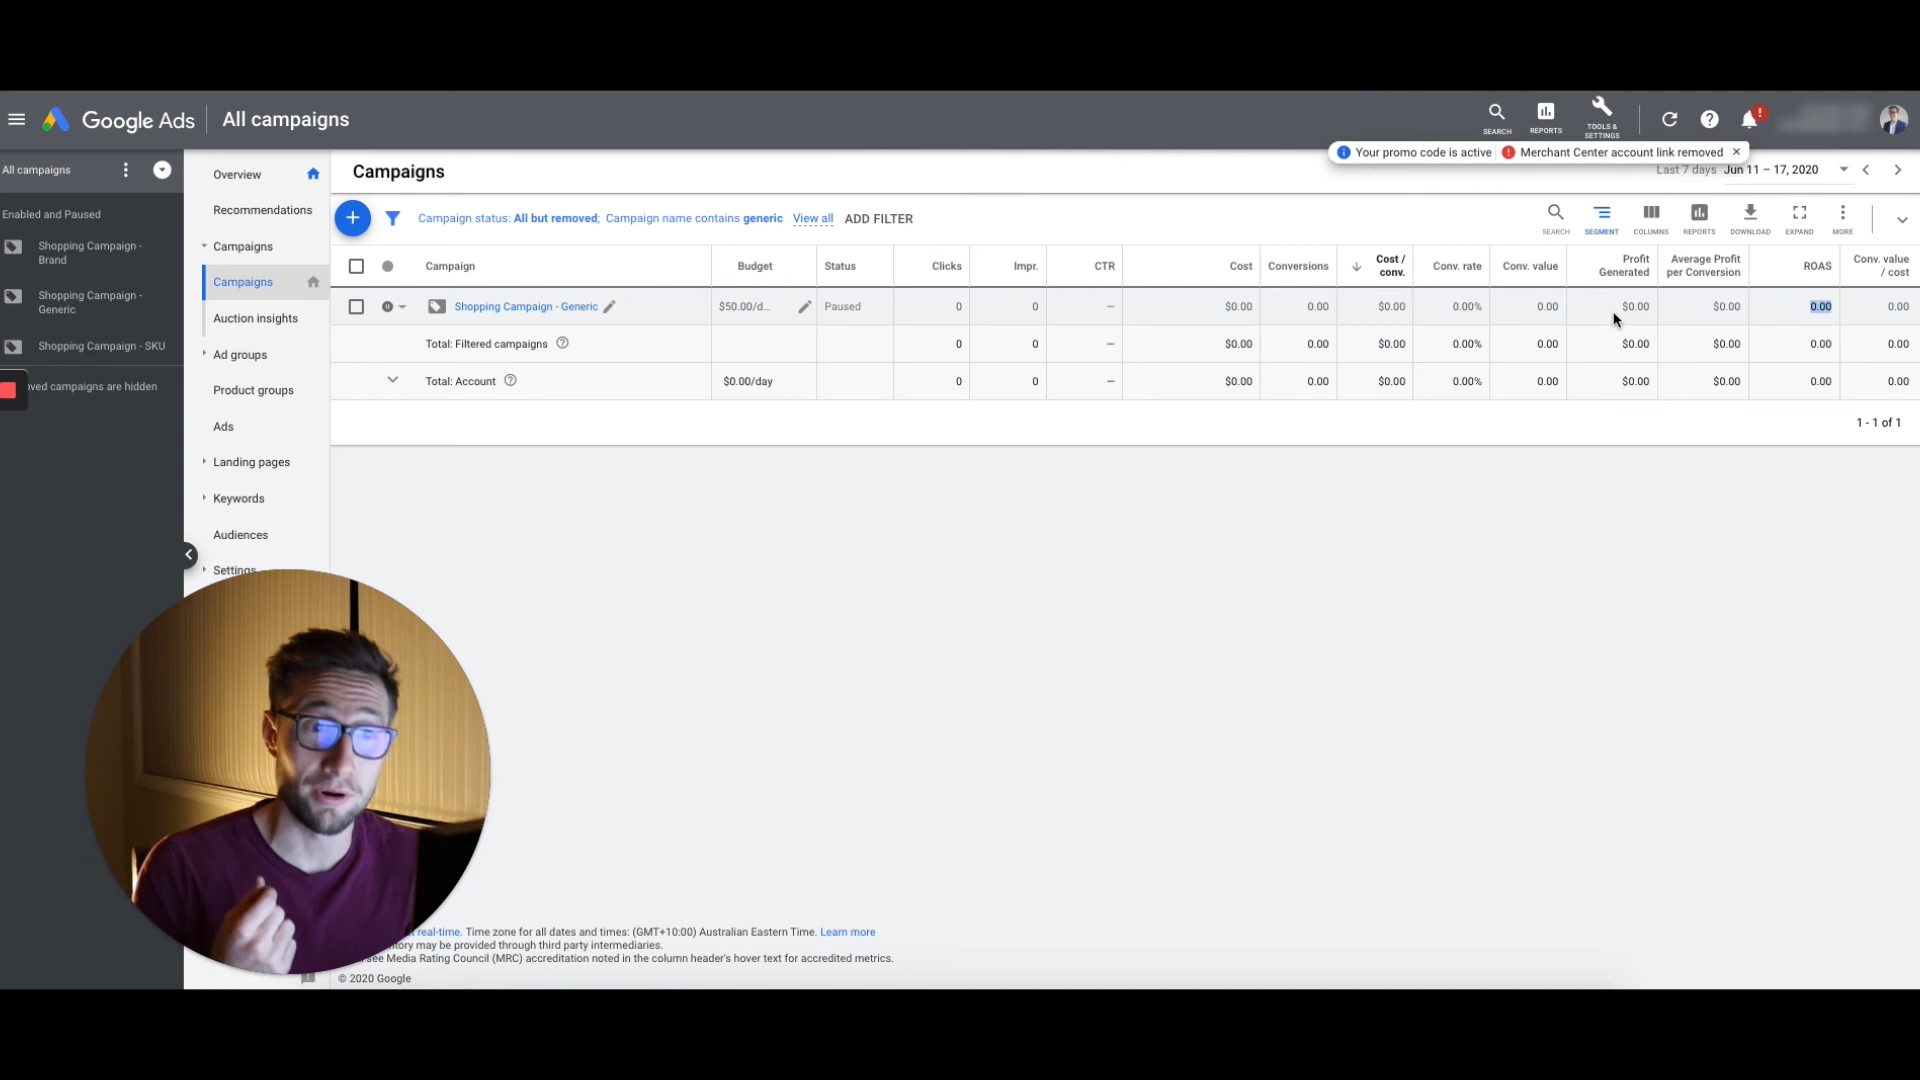 Google Ads
All campaigns
SEARCH
REPORTS
TOOLS & SETTINGS
!
Your promo code is active
Merchant Center account link removed
All campaigns
Enabled and Paused
Shopping Campaign -
Brand
Shopping Campaign -
Generic
Shopping Campaign - SKU
oved campaigns are hidden
Overview
Recommendations
Campaigns
Campaigns
Auction insights
Ad groups
Product groups
Ads
Landing pages
Keywords
Audiences
Settings
Campaigns
Last 7 days Jun 11 – 17, 2020
Campaign status: All but removed; Campaign name contains generic View all ADD FILTER
SEARCH SEGMENT COLUMNS REPORTS DOWNLOAD EXPAND MORE
Campaign Budget Status Clicks Impr. CTR Cost Conversions Cost / conv. Conv. rate Conv. value Profit Generated Average Profit per Conversion ROAS Conv. value / cost
Shopping Campaign - Generic $50.00/d... Paused 0 0 – $0.00 0.00 $0.00 0.00% 0.00 $0.00 $0.00 0.00 0.00
Total: Filtered campaigns 0 0 – $0.00 0.00 $0.00 0.00% 0.00 $0.00 $0.00 0.00 0.00
Total: Account $0.00/day 0 0 – $0.00 0.00 $0.00 0.00% 0.00 $0.00 $0.00 0.00 0.00
1 - 1 of 1
real-time. Time zone for all dates and times: (GMT+10:00) Australian Eastern Time. Learn more
may be provided through third party intermediaries.
see Media Rating Council (MRC) accreditation noted in the column header's hover text for accredited metrics.
© 2020 Google